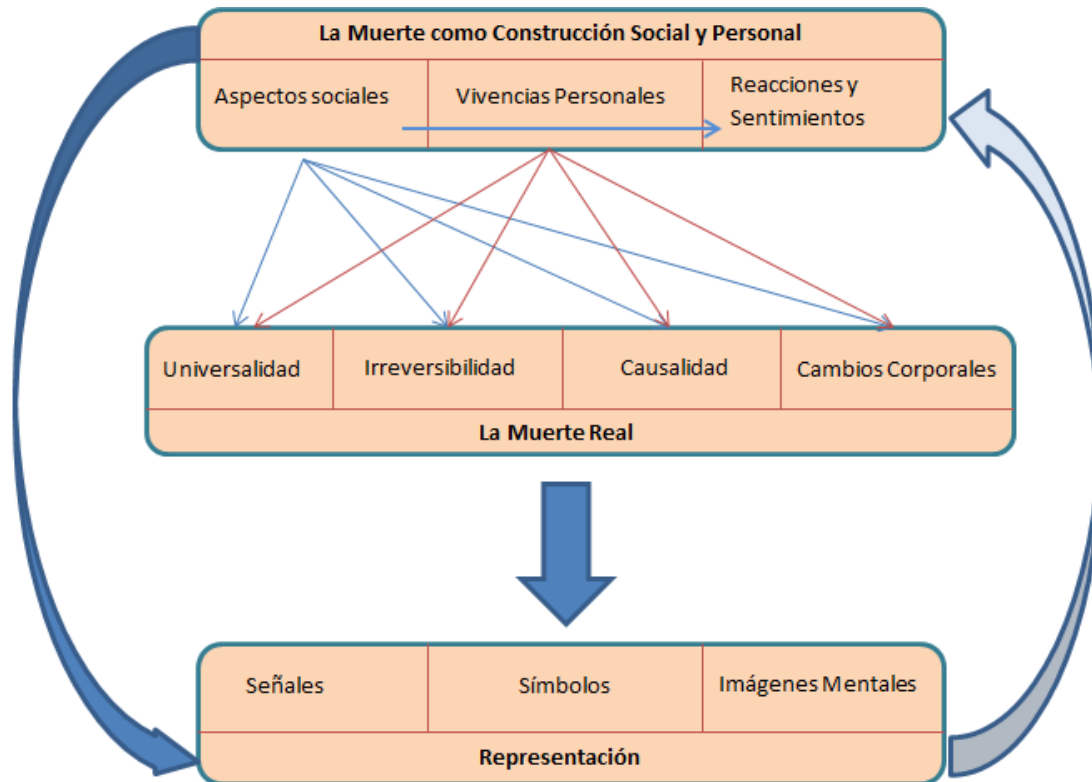 La Muerte como Construcción Social y Personal
Aspectos sociales
Vivencias Personales
Reacciones y
Sentimientos
Universalidad
Irreversibilidad
Causalidad
Cambios Corporales
La Muerte Real
Señales
Símbolos
Imágenes Mentales
Representación